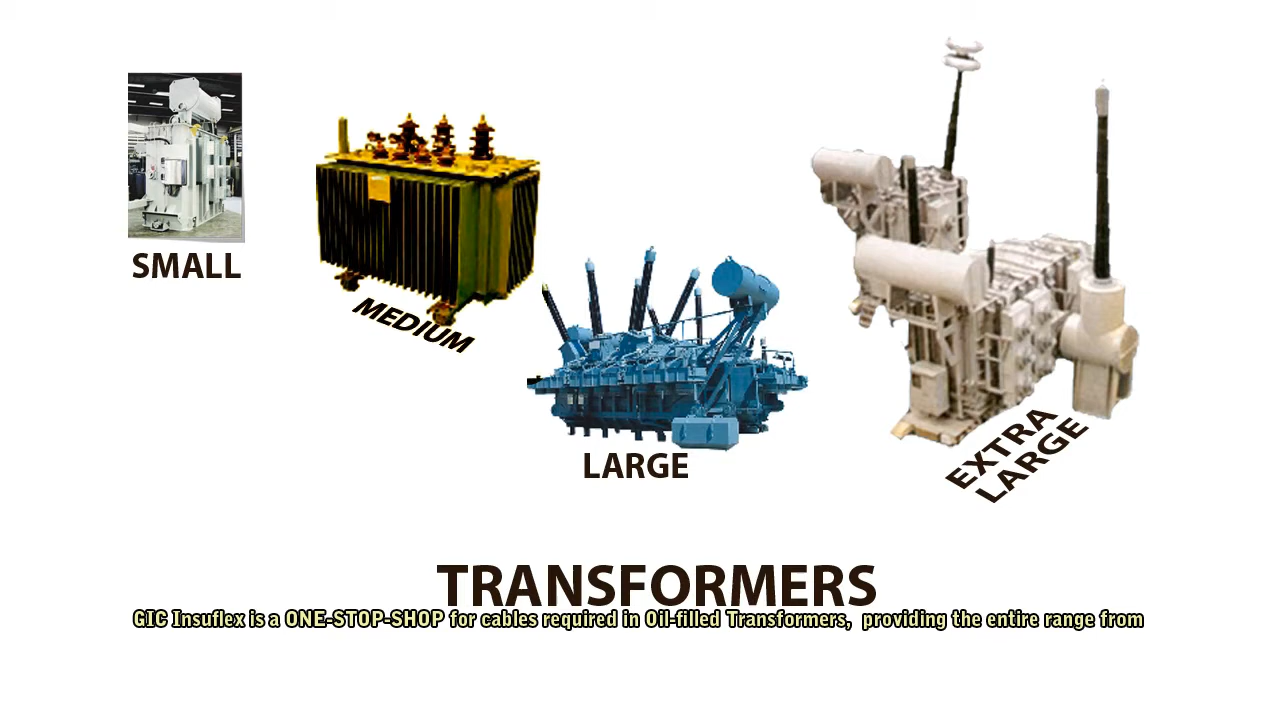 SMALL
MEDIUM
LARGE
EXTRA
LARGE
TRANSFORMERS
GIC Insuflex is a ONE-STOP-SHOP for cables required in Oil-filled Transformers, providing the entire range from